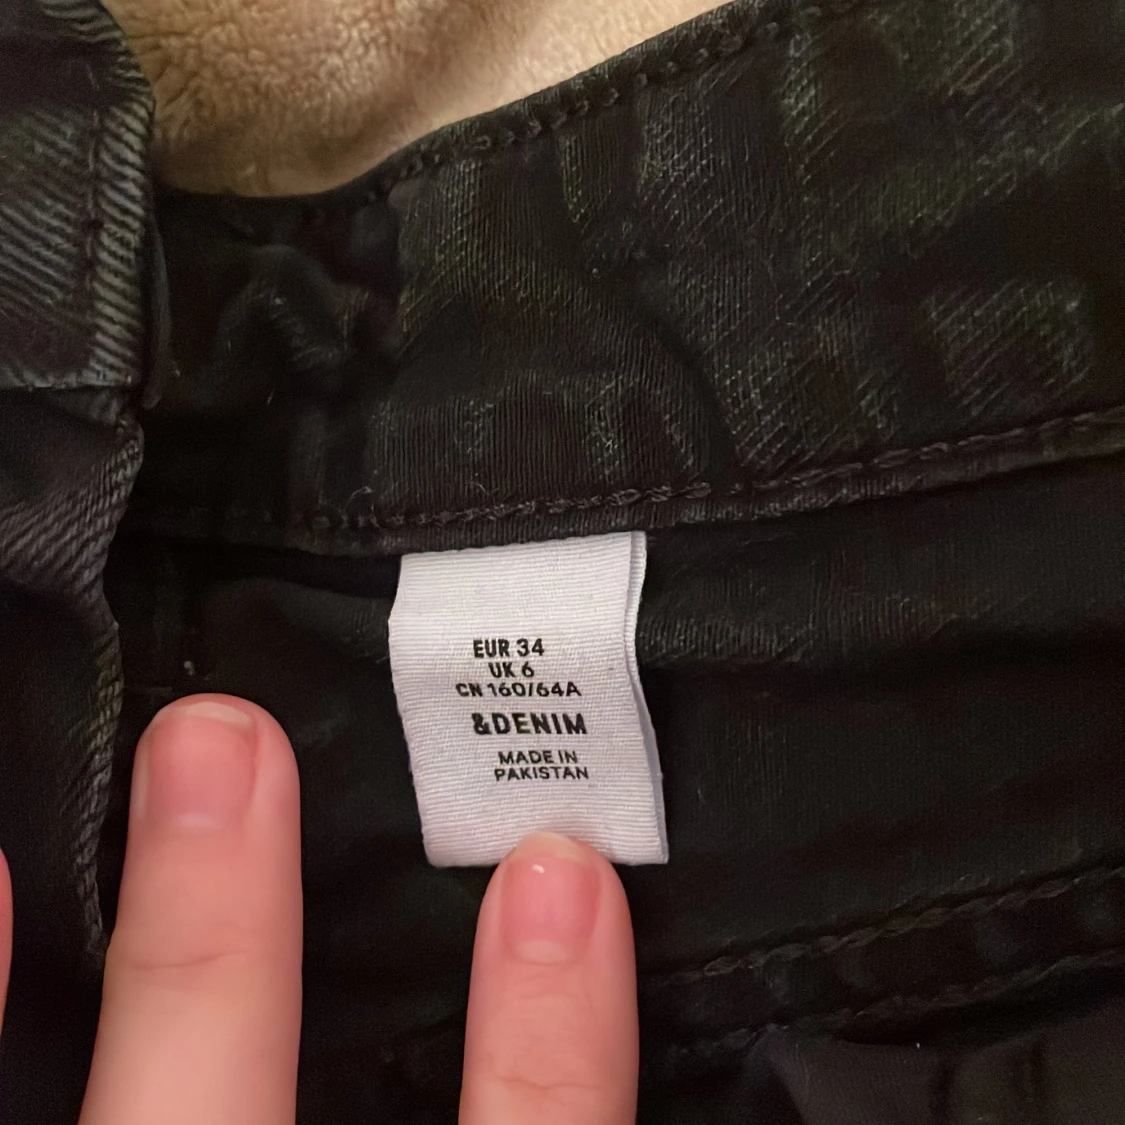 EUR 34
UK 6
CN 160/64A
&DENIM
MADE IN
PAKISTAN